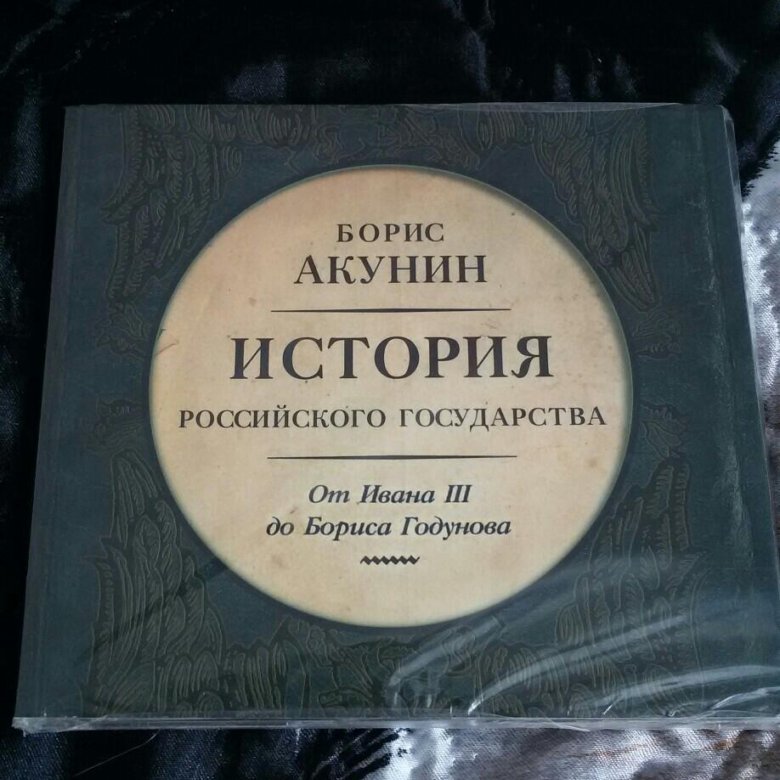 БОРИС
АКУНИН
ИСТОРИЯ
РОССИЙСКОГО ГОСУДАРСТВА
От Ивана III
до Бориса Годунова